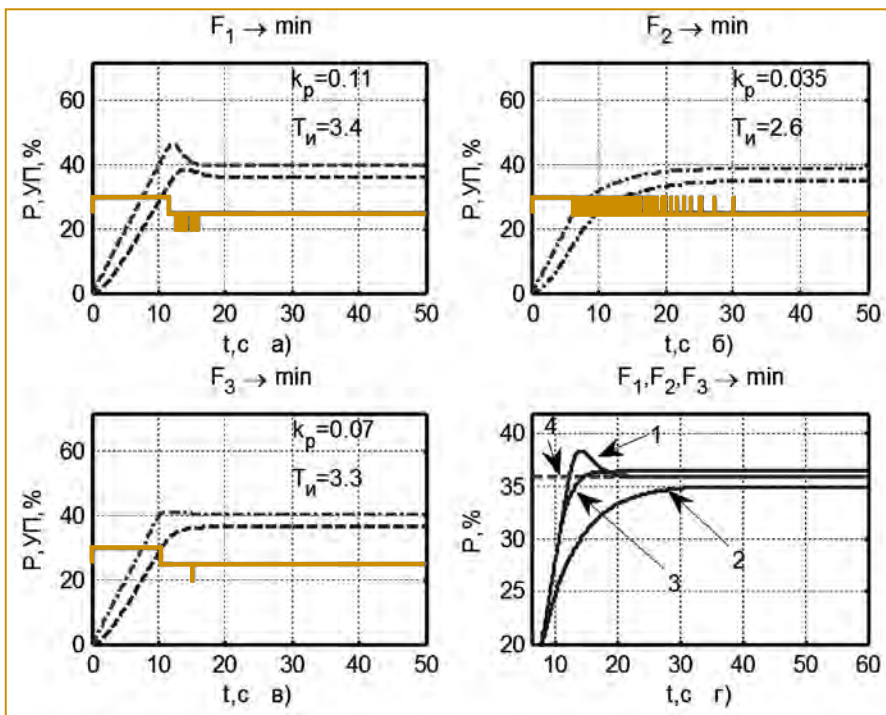 F₁ → min
kₚ=0.11
Tᵢᵢ=3.4
P, УП, %
60
40
20
0
0 10 20 30 40 50
t,c а)
F₂ → min
kₚ=0.035
Tи=2.6
P, УП, %
60
40
20
0
0 10 20 30 40 50
t,c б)
F₃ → min
kₚ=0.07
Tи=3.3
P, УП, %
60
40
20
0
0 10 20 30 40 50
t,c в)
F₁,F₂,F₃ → min
4
1
3
2
P, %
40
35
30
25
20
10 20 30 40 50 60
t,c г)